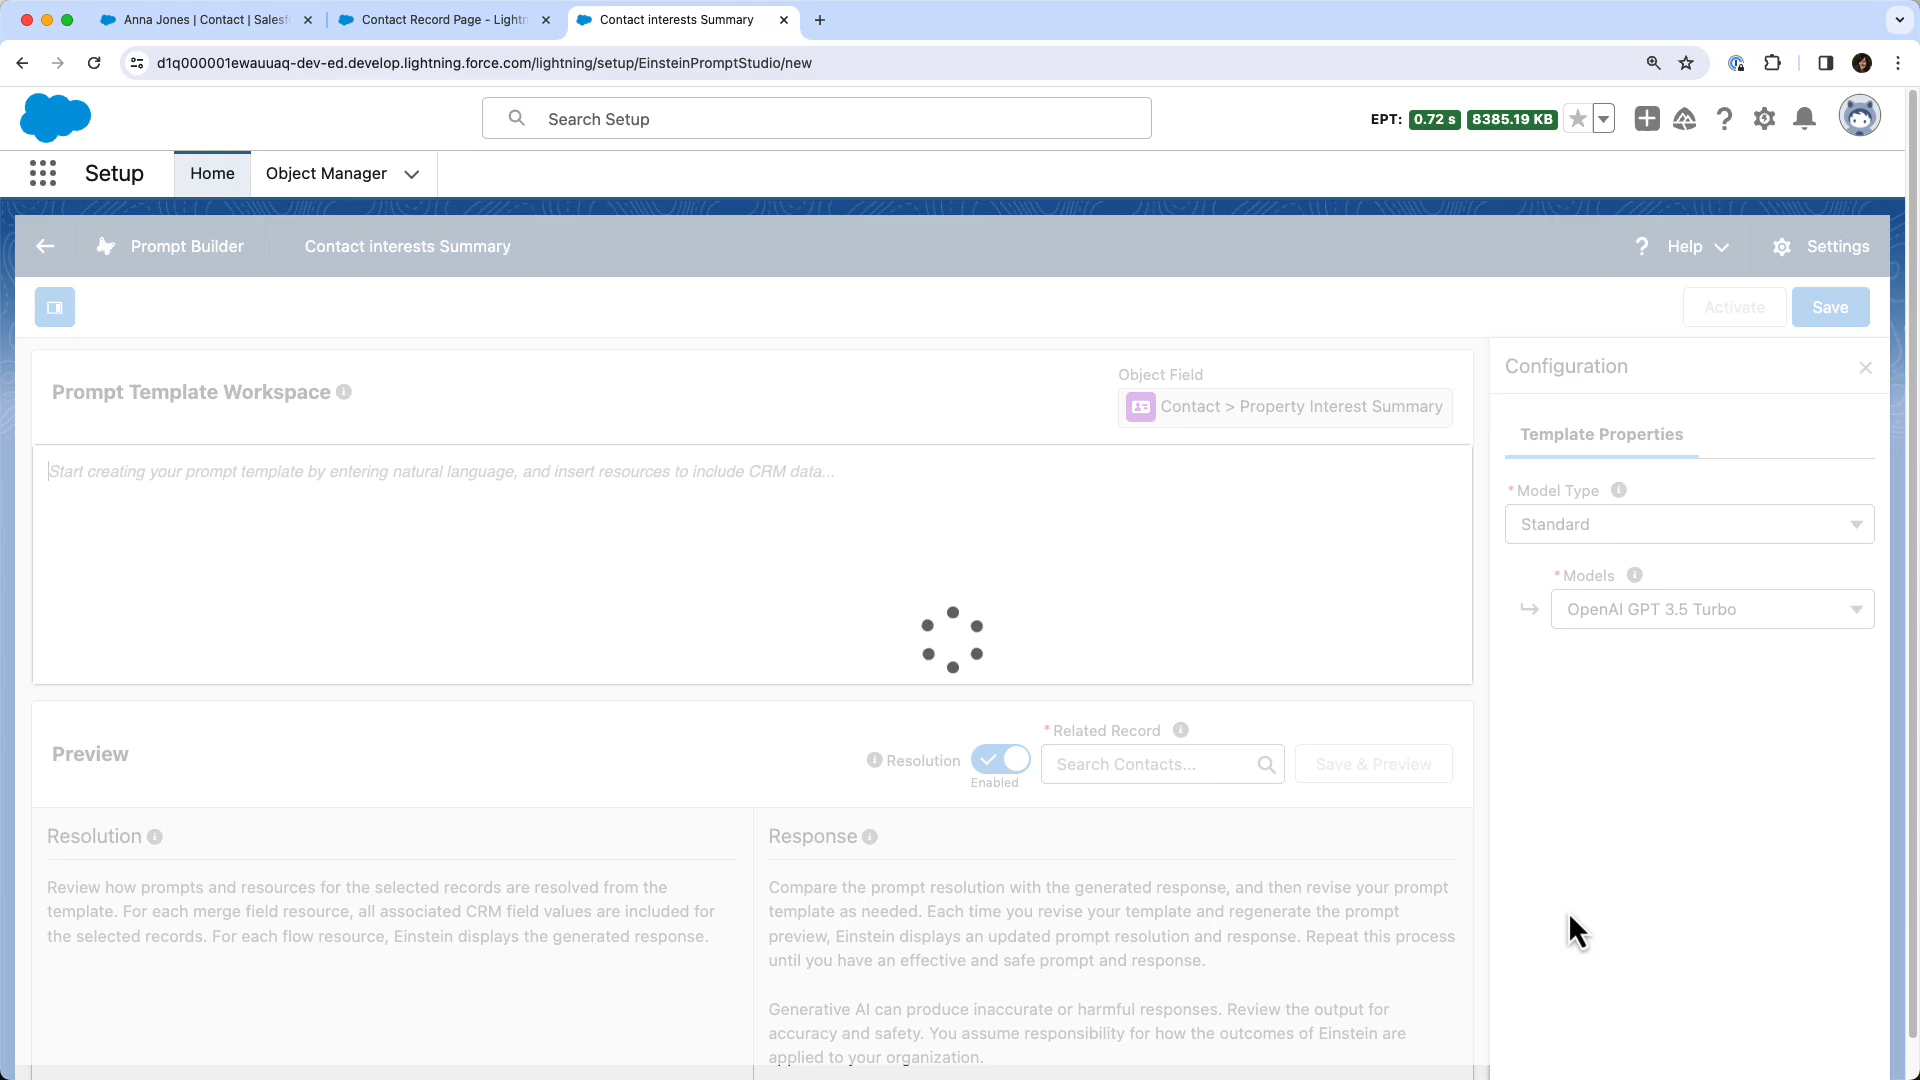 Anna Jones | Contact | Salesf
Contact Record Page - Lightn
Contact interests Summary
d1q000001ewauuaq-dev-ed.develop.lightning.force.com/lightning/setup/EinsteinPromptStudio/new
Search Setup
EPT: 0.72 s 8385.19 KB
Setup
Home
Object Manager
Prompt Builder
Contact interests Summary
Help
Settings
Activate
Save
Prompt Template Workspace
Object Field
Contact > Property Interest Summary
Start creating your prompt template by entering natural language, and insert resources to include CRM data...
Configuration
Template Properties
* Model Type
Standard
* Models
OpenAI GPT 3.5 Turbo
Preview
Resolution
Enabled
* Related Record
Search Contacts...
Save & Preview
Resolution
Review how prompts and resources for the selected records are resolved from the
template. For each merge field resource, all associated CRM field values are included for
the selected records. For each flow resource, Einstein displays the generated response.
Response
Compare the prompt resolution with the generated response, and then revise your prompt
template as needed. Each time you revise your template and regenerate the prompt
preview, Einstein displays an updated prompt resolution and response. Repeat this process
until you have an effective and safe prompt and response.
Generative AI can produce inaccurate or harmful responses. Review the output for
accuracy and safety. You assume responsibility for how the outcomes of Einstein are
applied to your organization.